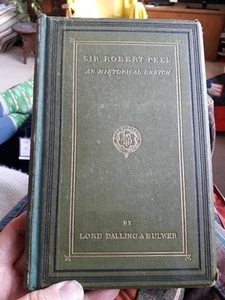 SIR ROBERT PEEL
AN HISTORICAL SKETCH
BY
LORD DALLING & BULWER